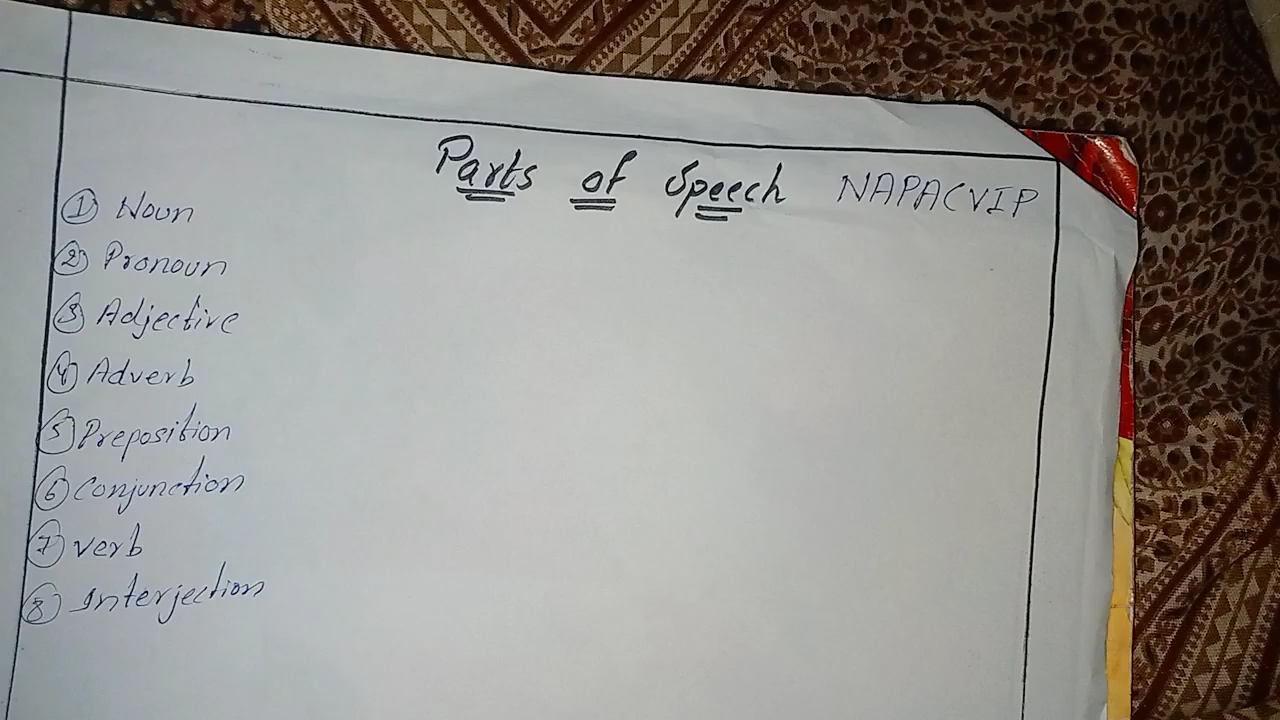 Parts of Speech NAPACVIP
① Noun
② Pronoun
③ Adjective
④ Adverb
⑤ Preposition
⑥ Conjunction
⑦ verb
⑧ Interjection